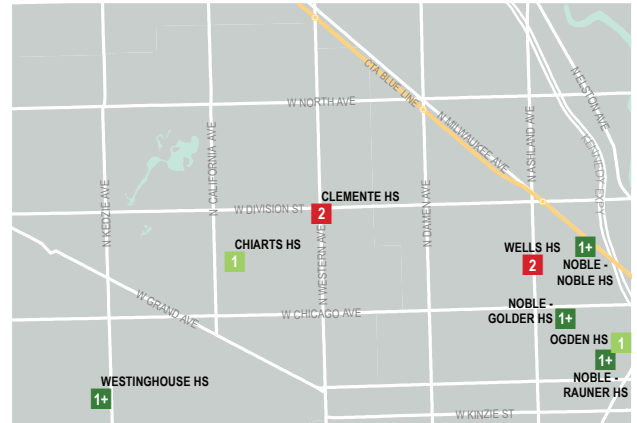 CTA BLUE LINE
N ELSTON AVE
W NORTH AVE
N MILWAUKEE AVE
N ASHLAND AVE
KENNEDY EXPY
N CALIFORNIA AVE
N KEDZIE AVE
W DIVISION ST
CLEMENTE HS
2
N DAMEN AVE
CHIARTS HS
1
N WESTERN AVE
WELLS HS
2
1+
NOBLE -
NOBLE HS
W GRAND AVE
W CHICAGO AVE
NOBLE -
GOLDER HS
1+
OGDEN HS
1
1+
NOBLE -
RAUNER HS
WESTINGHOUSE HS
1+
W KINZIE ST